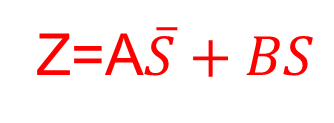 Z=AS̄ + BS